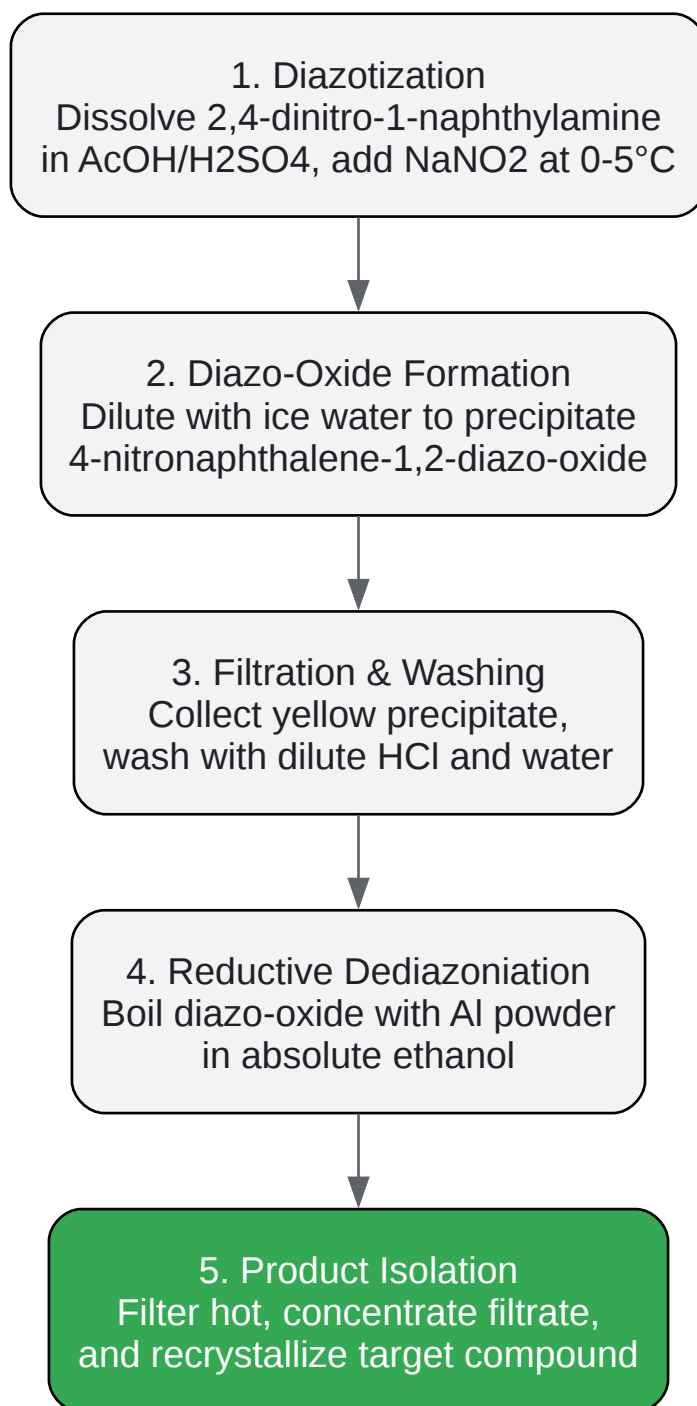 1. Diazotization
Dissolve 2,4-dinitro-1-naphthylamine
in AcOH/H2SO4, add NaNO2 at 0-5°C
2. Diazo-Oxide Formation
Dilute with ice water to precipitate
4-nitronaphthalene-1,2-diazo-oxide
3. Filtration & Washing
Collect yellow precipitate,
wash with dilute HCl and water
4. Reductive Dediazoniation
Boil diazo-oxide with Al powder
in absolute ethanol
5. Product Isolation
Filter hot, concentrate filtrate,
and recrystallize target compound